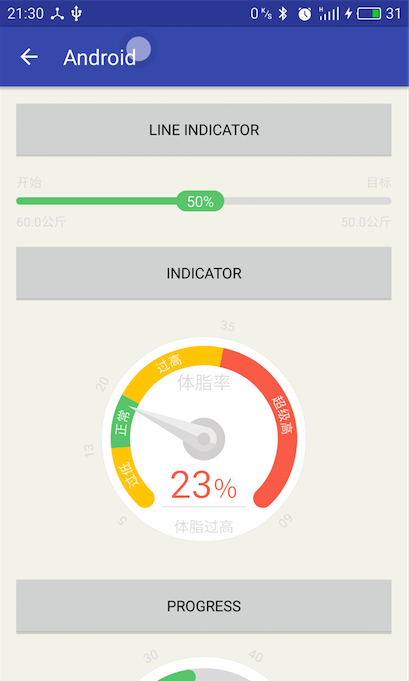 21:30 0 K/s H 31
Android
LINE INDICATOR
开始 目标
50%
60.0公斤 50.0公斤
INDICATOR
35
过高
体脂率
20
超级高
正常
13
过低
23%
5 60
体脂过高
PROGRESS
30 40